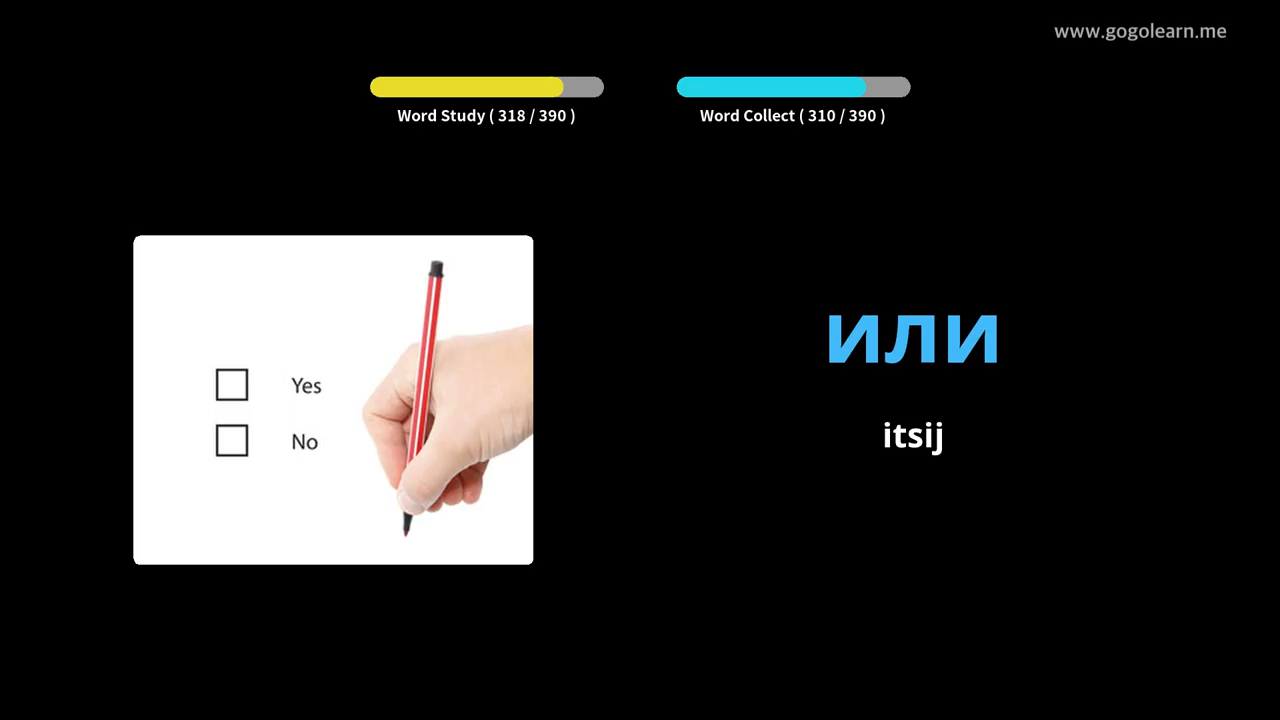 www.gogolearn.me
Word Study ( 318 / 390 )
Word Collect ( 310 / 390 )
Yes
No
или
itsij